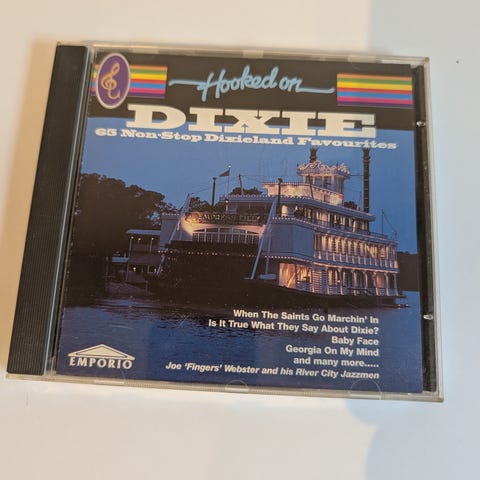 Hooked on
DIXIE
65 Non-Stop Dixieland Favourites
When The Saints Go Marchin' In
Is It True What They Say About Dixie?
Baby Face
Georgia On My Mind
and many more.....
EMPORIO
Joe 'Fingers' Webster and his River City Jazzmen